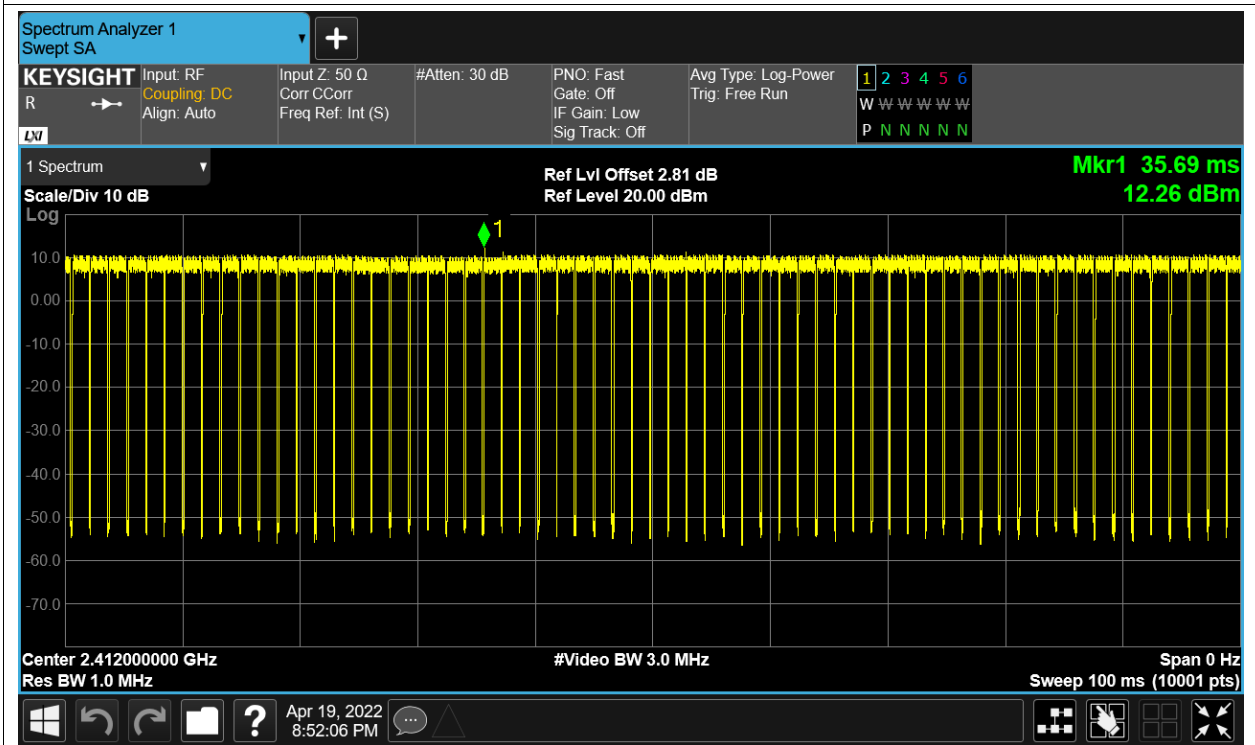 Spectrum Analyzer 1
Swept SA
KEYSIGHT
R
LXI
Input: RF
Coupling: DC
Align: Auto
Input Z: 50 Ω
Corr CCorr
Freq Ref: Int (S)
#Atten: 30 dB
PNO: Fast
Gate: Off
IF Gain: Low
Sig Track: Off
Avg Type: Log-Power
Trig: Free Run
1 2 3 4 5 6
W W W W W W
P N N N N N
1 Spectrum
Scale/Div 10 dB
Log
Ref Lvl Offset 2.81 dB
Ref Level 20.00 dBm
Mkr1 35.69 ms
12.26 dBm
1
10.0
0.00
-10.0
-20.0
-30.0
-40.0
-50.0
-60.0
-70.0
Center 2.412000000 GHz
Res BW 1.0 MHz
#Video BW 3.0 MHz
Span 0 Hz
Sweep 100 ms (10001 pts)
?
Apr 19, 2022
8:52:06 PM